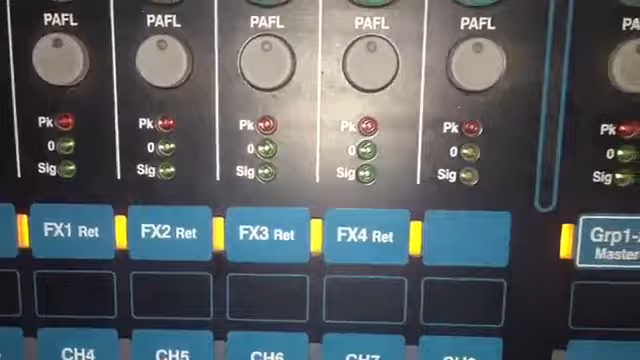 PAFL PAFL PAFL PAFL PAFL
Pk Pk Pk Pk Pk Pk
0 0 0 0 0 0
Sig Sig Sig Sig Sig Sig
FX1 Ret FX2 Ret FX3 Ret FX4 Ret
Master
CH4 CH5 CH6 CH7